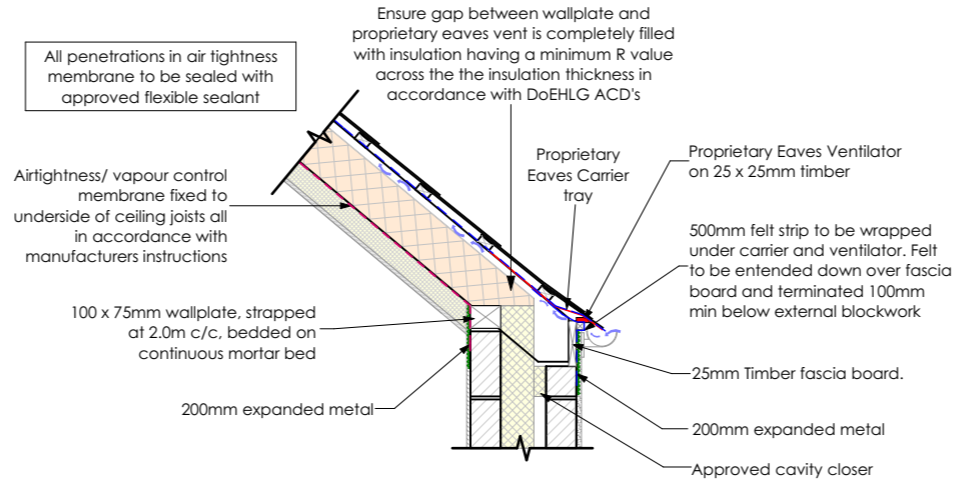 All penetrations in air tightness
membrane to be sealed with
approved flexible sealant
Ensure gap between wallplate and
proprietary eaves vent is completely filled
with insulation having a minimum R value
across the the insulation thickness in
accordance with DoEHLG ACD's
Airtightness/ vapour control
membrane fixed to
underside of ceiling joists all
in accordance with
manufacturers instructions
Proprietary
Eaves Carrier
tray
Proprietary Eaves Ventilator
on 25 x 25mm timber
500mm felt strip to be wrapped
under carrier and ventilator. Felt
to be entended down over fascia
board and terminated 100mm
min below external blockwork
100 x 75mm wallplate, strapped
at 2.0m c/c, bedded on
continuous mortar bed
25mm Timber fascia board.
200mm expanded metal
200mm expanded metal
Approved cavity closer